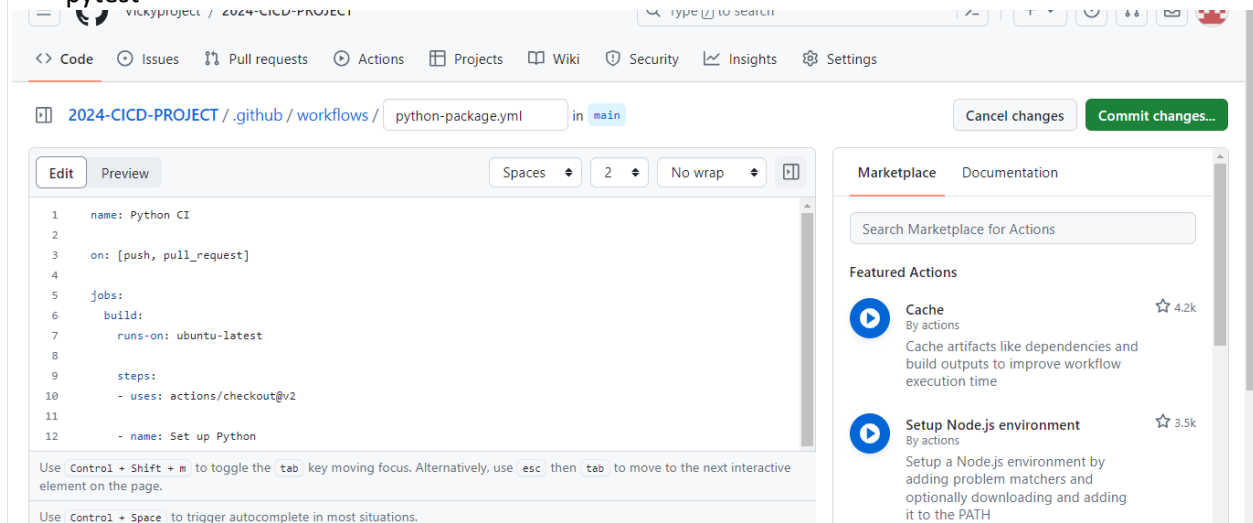 pytest
vickyproject / 2024-CICD-PROJECT
Type / to search
Code
Issues
Pull requests
Actions
Projects
Wiki
Security
Insights
Settings
2024-CICD-PROJECT / .github / workflows / python-package.yml in main
Cancel changes
Commit changes...
Edit
Preview
Spaces
2
No wrap
1 name: Python CI
2
3 on: [push, pull_request]
4
5 jobs:
6 build:
7 runs-on: ubuntu-latest
8
9 steps:
10 - uses: actions/checkout@v2
11
12 - name: Set up Python
Use Control + Shift + m to toggle the tab key moving focus. Alternatively, use esc then tab to move to the next interactive
element on the page.
Use Control + Space to trigger autocomplete in most situations.
Marketplace
Documentation
Search Marketplace for Actions
Featured Actions
Cache
4.2k
By actions
Cache artifacts like dependencies and
build outputs to improve workflow
execution time
Setup Node.js environment
3.5k
By actions
Setup a Node.js environment by
adding problem matchers and
optionally downloading and adding
it to the PATH